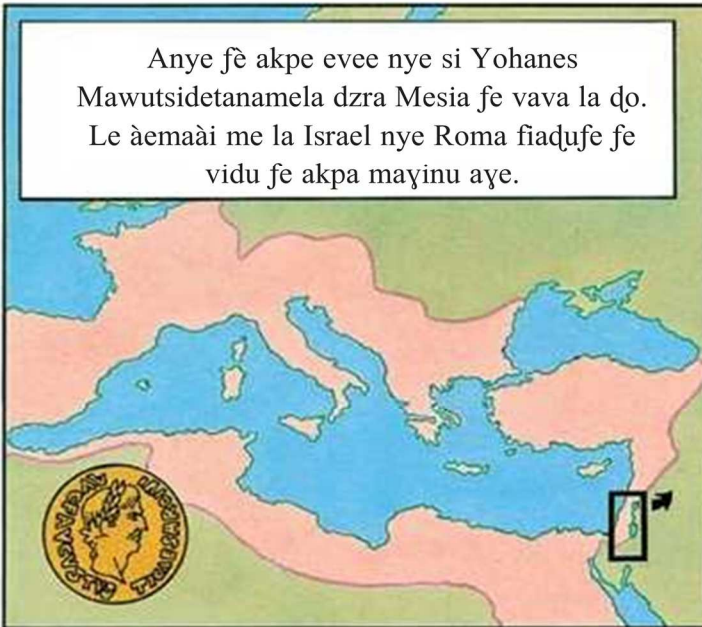 Anye ƒè akpe evee nye si Yohanes
Mawutsidetanamela dzra Mesia ƒe vava la ɖo.
Le àemaài me la Israel nye Roma fiaɖuƒe ƒe
vidu ƒe akpa maɣinu aɣe.